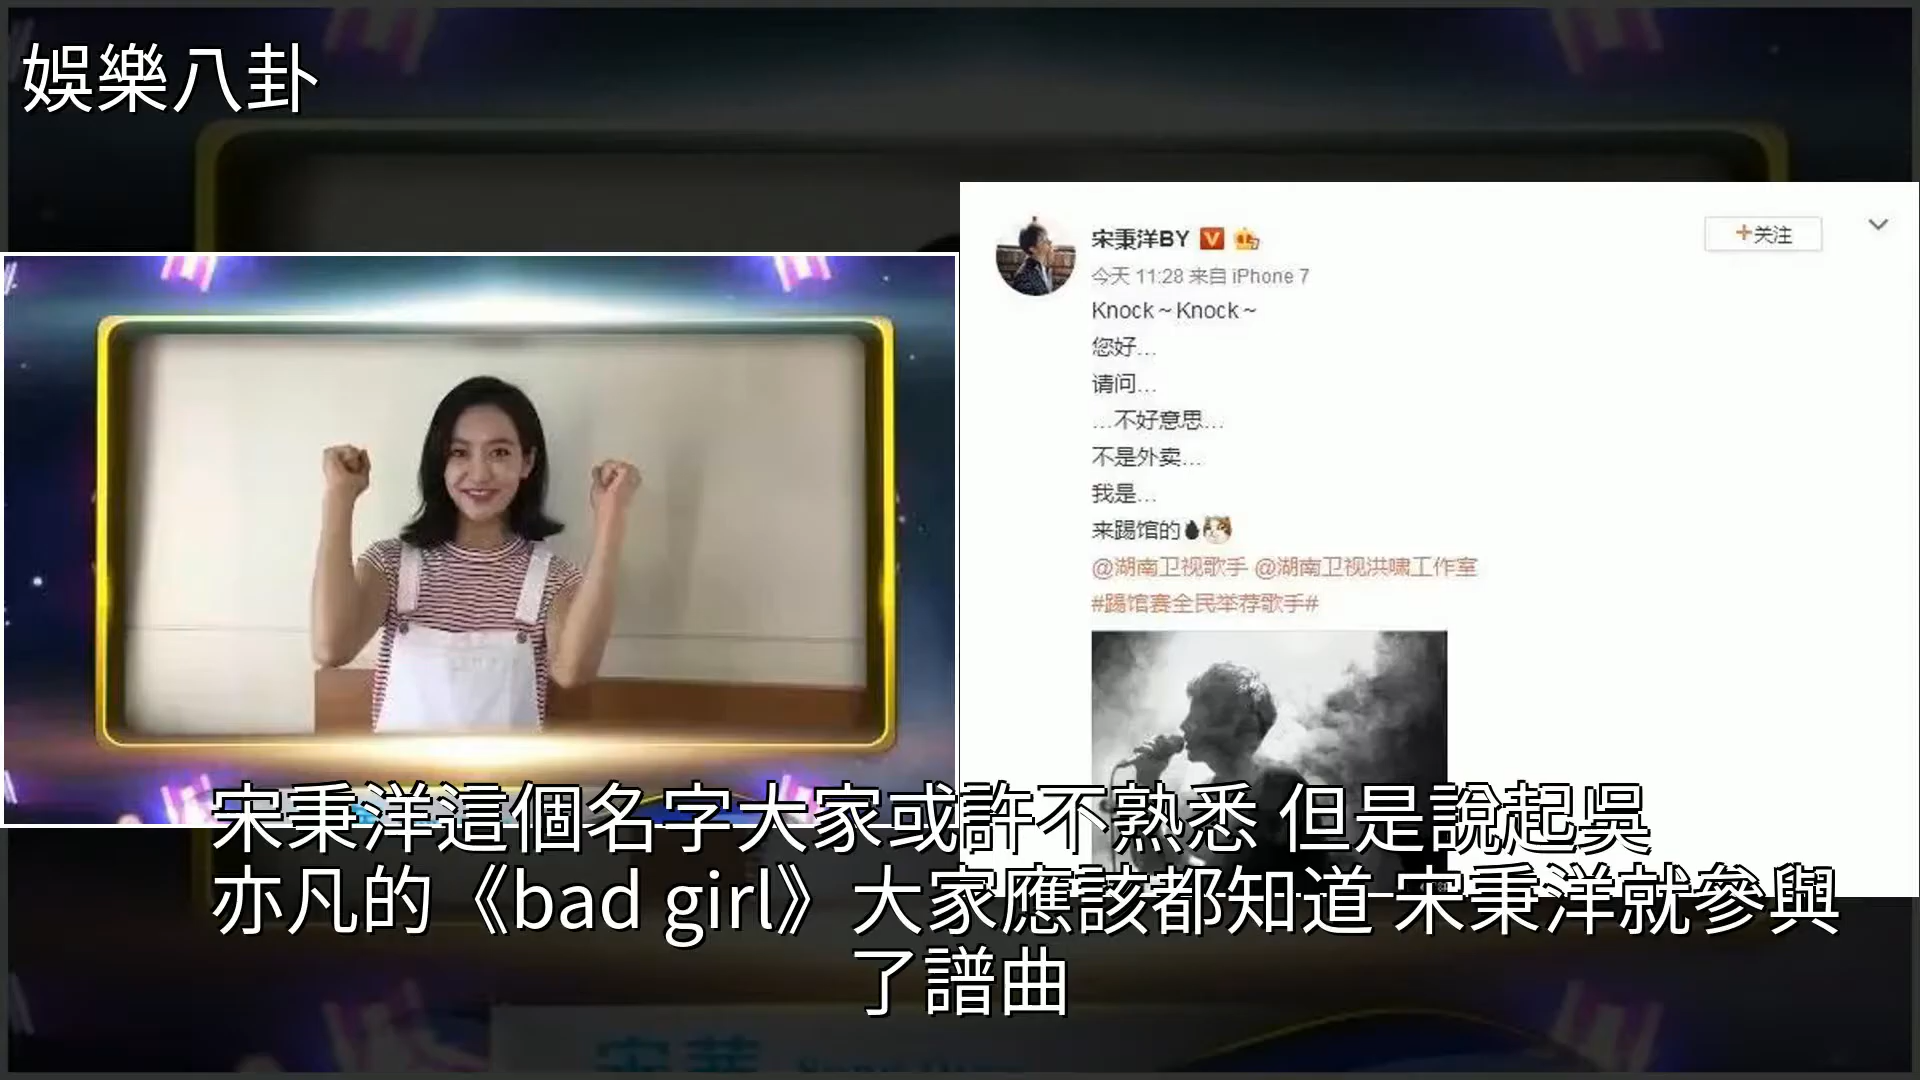 娛樂八卦
宋秉洋BY
今天 11:28 来自 iPhone 7
+关注
Knock~Knock~
您好…
请问…
…不好意思…
不是外卖…
我是…
来踢馆的
@湖南卫视歌手 @湖南卫视洪啸工作室
#踢馆赛全民举荐歌手#
宋秉洋這個名字大家或許不熟悉 但是說起吳
亦凡的《bad girl》大家應該都知道 宋秉洋就參與
了譜曲